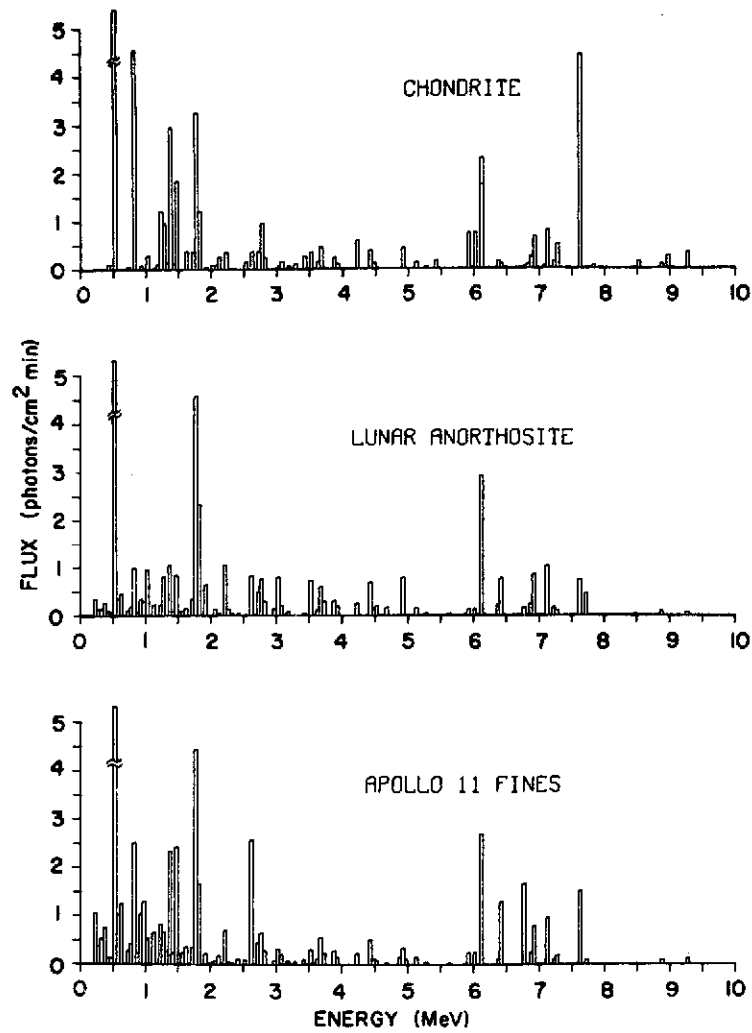 5
4
3
2
1
0
CHONDRITE
0 1 2 3 4 5 6 7 8 9 10
FLUX (photons/cm² min)
5
4
3
2
1
0
LUNAR ANORTHOSITE
0 1 2 3 4 5 6 7 8 9 10
5
4
3
2
1
0
APOLLO 11 FINES
0 1 2 3 4 5 6 7 8 9 10
ENERGY (MeV)